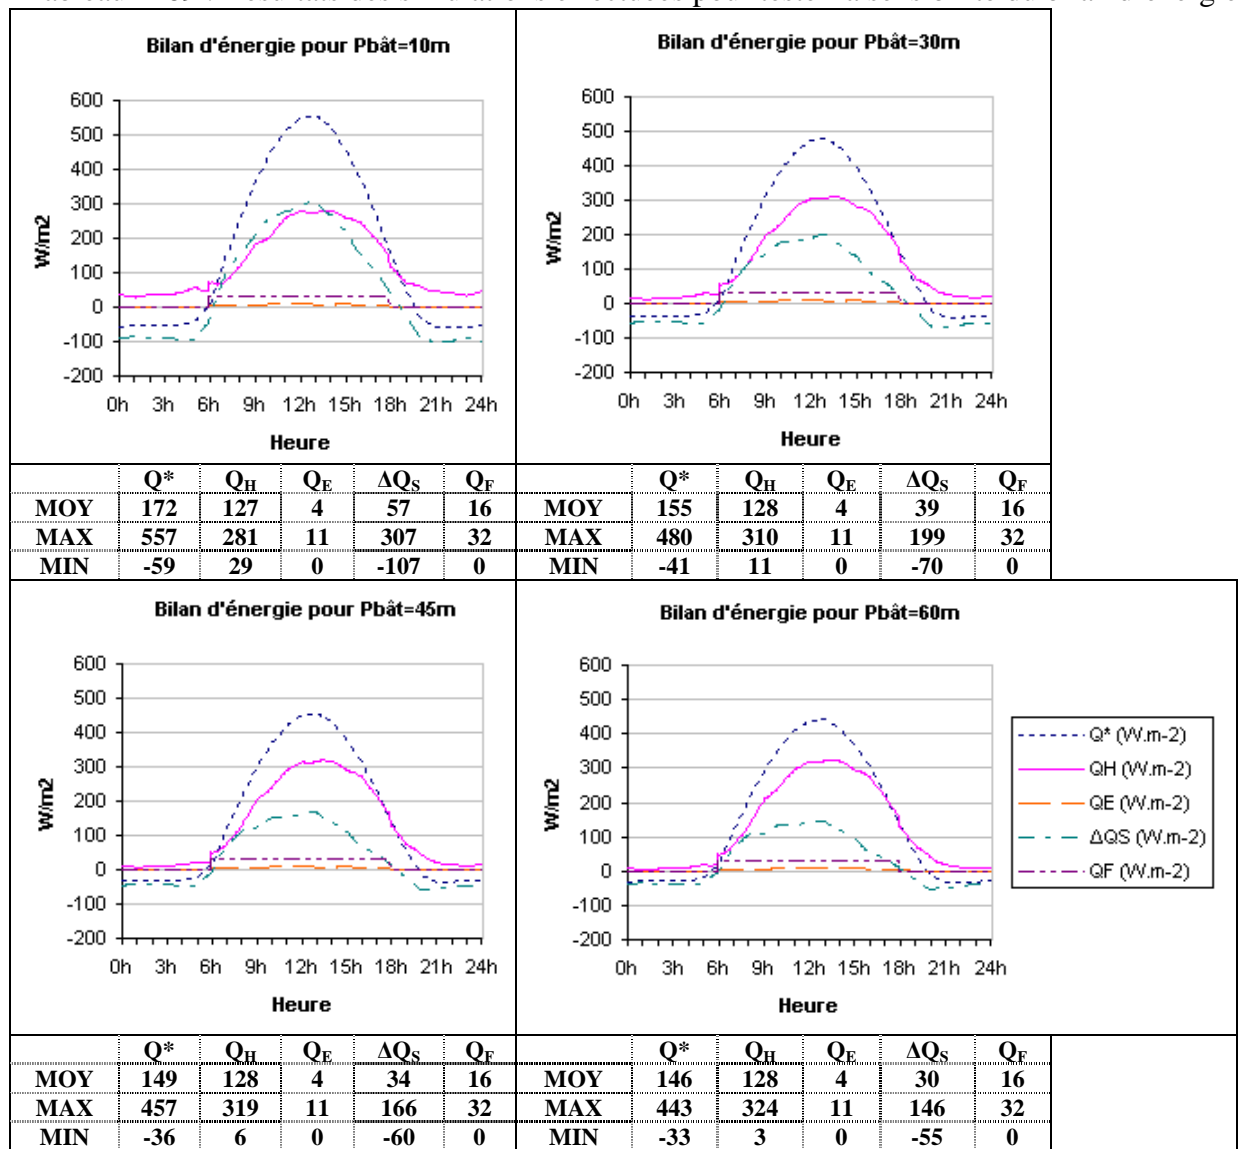 Bilan d'énergie pour Pbât=10m
600
500
400
300
200
100
0
-100
-200
W/m2
0h 3h 6h 9h 12h 15h 18h 21h 24h
Heure
Q* QH QE ΔQS QF
MOY 172 127 4 57 16
MAX 557 281 11 307 32
MIN -59 29 0 -107 0
Bilan d'énergie pour Pbât=30m
600
500
400
300
200
100
0
-100
-200
W/m2
0h 3h 6h 9h 12h 15h 18h 21h 24h
Heure
Q* QH QE ΔQS QF
MOY 155 128 4 39 16
MAX 480 310 11 199 32
MIN -41 11 0 -70 0
Bilan d'énergie pour Pbât=45m
600
500
400
300
200
100
0
-100
-200
W/m2
0h 3h 6h 9h 12h 15h 18h 21h 24h
Heure
Q* QH QE ΔQS QF
MOY 149 128 4 34 16
MAX 457 319 11 166 32
MIN -36 6 0 -60 0
Bilan d'énergie pour Pbât=60m
600
500
400
300
200
100
0
-100
-200
W/m2
0h 3h 6h 9h 12h 15h 18h 21h 24h
Heure
Q* (W.m-2)
QH (W.m-2)
QE (W.m-2)
ΔQS (W.m-2)
QF (W.m-2)
Q* QH QE ΔQS QF
MOY 146 128 4 30 16
MAX 443 324 11 146 32
MIN -33 3 0 -55 0